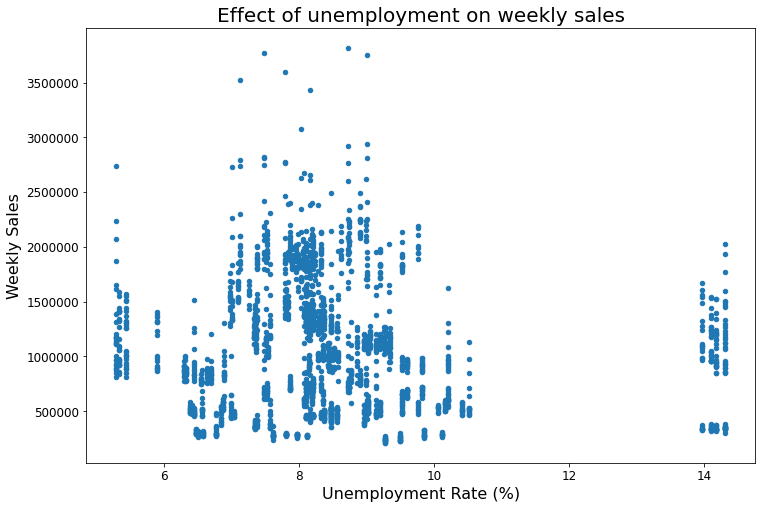 Effect of unemployment on weekly sales
Weekly Sales
3500000
3000000
2500000
2000000
1500000
1000000
500000
6 8 10 12 14
Unemployment Rate (%)